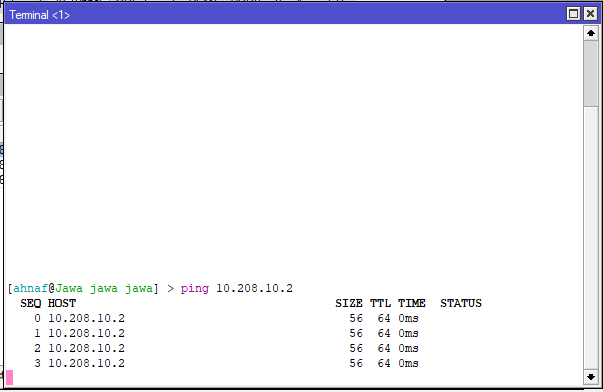 Terminal <1>
[ahnaf@Jawa jawa jawa] > ping 10.208.10.2
SEQ HOST SIZE TTL TIME STATUS
0 10.208.10.2 56 64 0ms
1 10.208.10.2 56 64 0ms
2 10.208.10.2 56 64 0ms
3 10.208.10.2 56 64 0ms